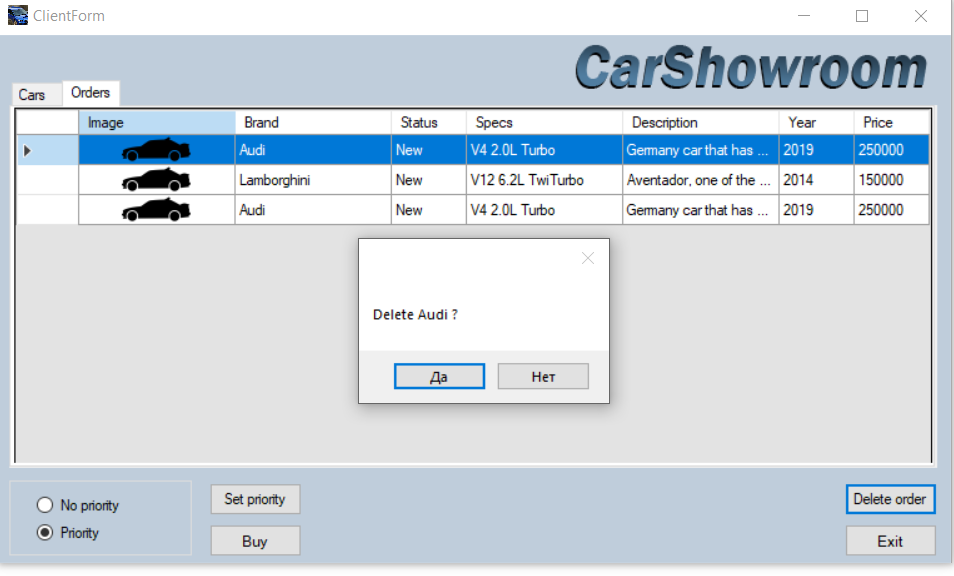 ClientForm
CarShowroom
Cars Orders
Image Brand Status Specs Description Year Price
Audi New V4 2.0L Turbo Germany car that has ... 2019 250000
Lamborghini New V12 6.2L TwiTurbo Aventador, one of the ... 2014 150000
Audi New V4 2.0L Turbo Germany car that has ... 2019 250000
Delete Audi ?
Да Нет
No priority
Priority
Set priority
Buy
Delete order
Exit